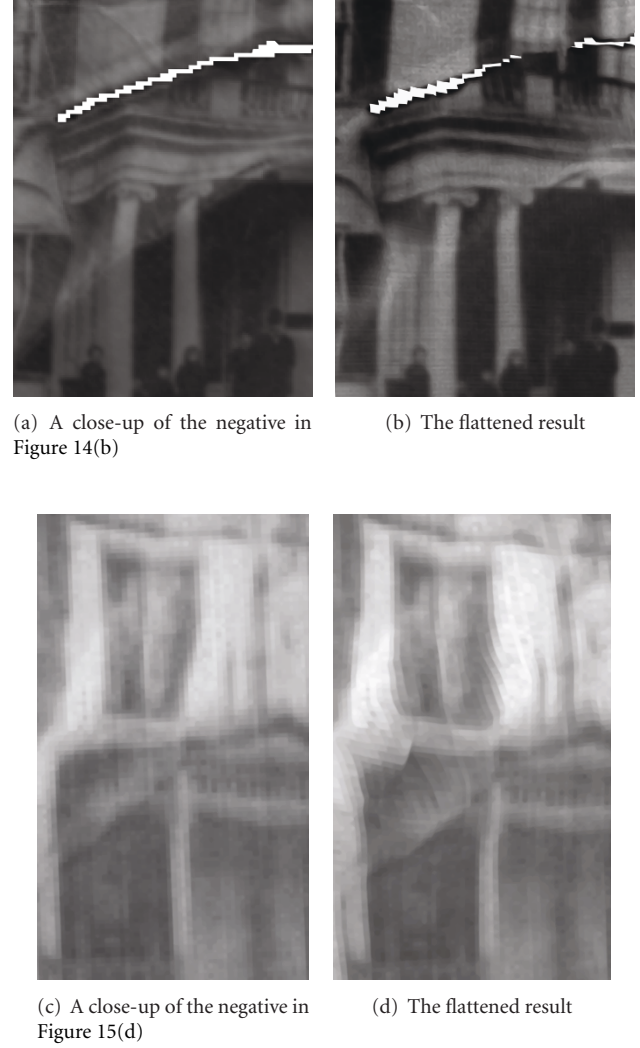 (a) A close-up of the negative in
Figure 14(b)
(b) The flattened result
(c) A close-up of the negative in
Figure 15(d)
(d) The flattened result